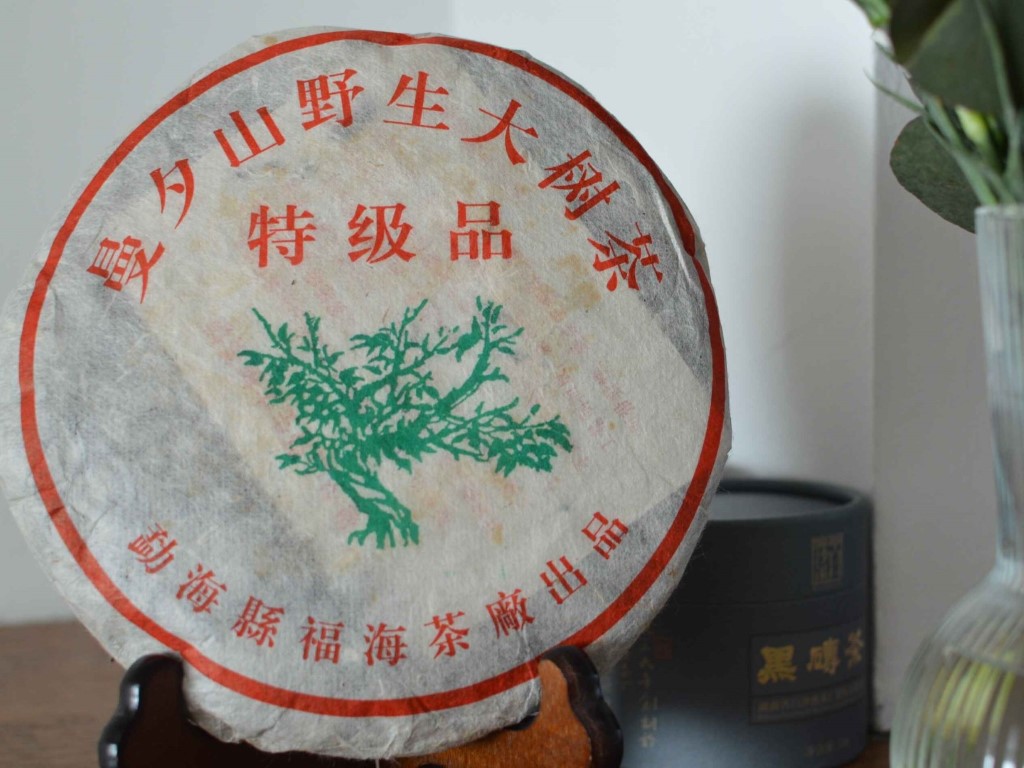 曼夕山野生大树茶
特级品
勐海縣福海茶廠出品
黑磚茶